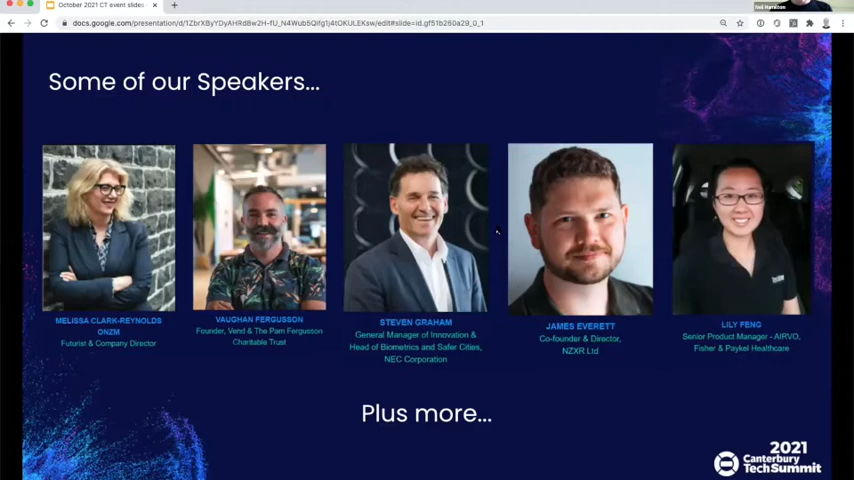 October 2021 CT event slides
docs.google.com/presentation/d/1ZbrXByYDyAHRd8w2H-fU_N4Wub5Qifg1j4tOKULEKsw/edit#slide=id.gf51b260a29_0_1
Neil Hamilton
Some of our Speakers...
MELISSA CLARK-REYNOLDS
ONZM
Futurist & Company Director
VAUGHAN FERGUSSON
Founder, Vend & The Pam Fergusson
Charitable Trust
STEVEN GRAHAM
General Manager of Innovation &
Head of Biometrics and Safer Cities,
NEC Corporation
JAMES EVERETT
Co-founder & Director,
NZXR Ltd
LILY FENG
Senior Product Manager - AIRVO,
Fisher & Paykel Healthcare
Plus more...
2021
Canterbury
TechSummit